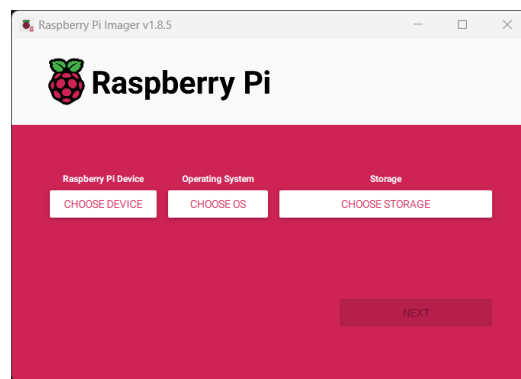 Raspberry Pi Imager v1.8.5
Raspberry Pi
Raspberry Pi Device Operating System Storage
CHOOSE DEVICE CHOOSE OS CHOOSE STORAGE
NEXT